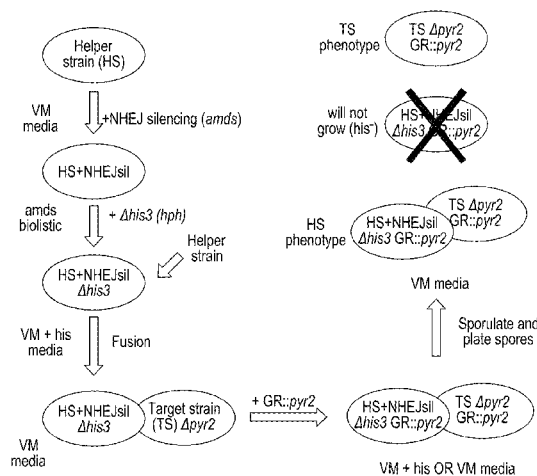 Helper
strain (HS)
VM
media
+NHEJ silencing (amds)
HS+NHEJsil
amds
biolistic
+ Δhis3 (hph)
Helper
strain
HS+NHEJsil
Δhis3
VM + his
media
Fusion
HS+NHEJsil
Δhis3
Target strain
(TS) Δpyr2
VM
media
+ GR::pyr2
HS+NHEJsil
Δhis3 GR::pyr2
TS Δpyr2
GR::pyr2
VM + his OR VM media
Sporulate and
plate spores
VM media
HS
phenotype
HS+NHEJsil
Δhis3 GR::pyr2
TS Δpyr2
GR::pyr2
will not
grow (his⁻)
HS+NHEJsil
Δhis3 GR::pyr2
TS
phenotype
TS Δpyr2
GR::pyr2